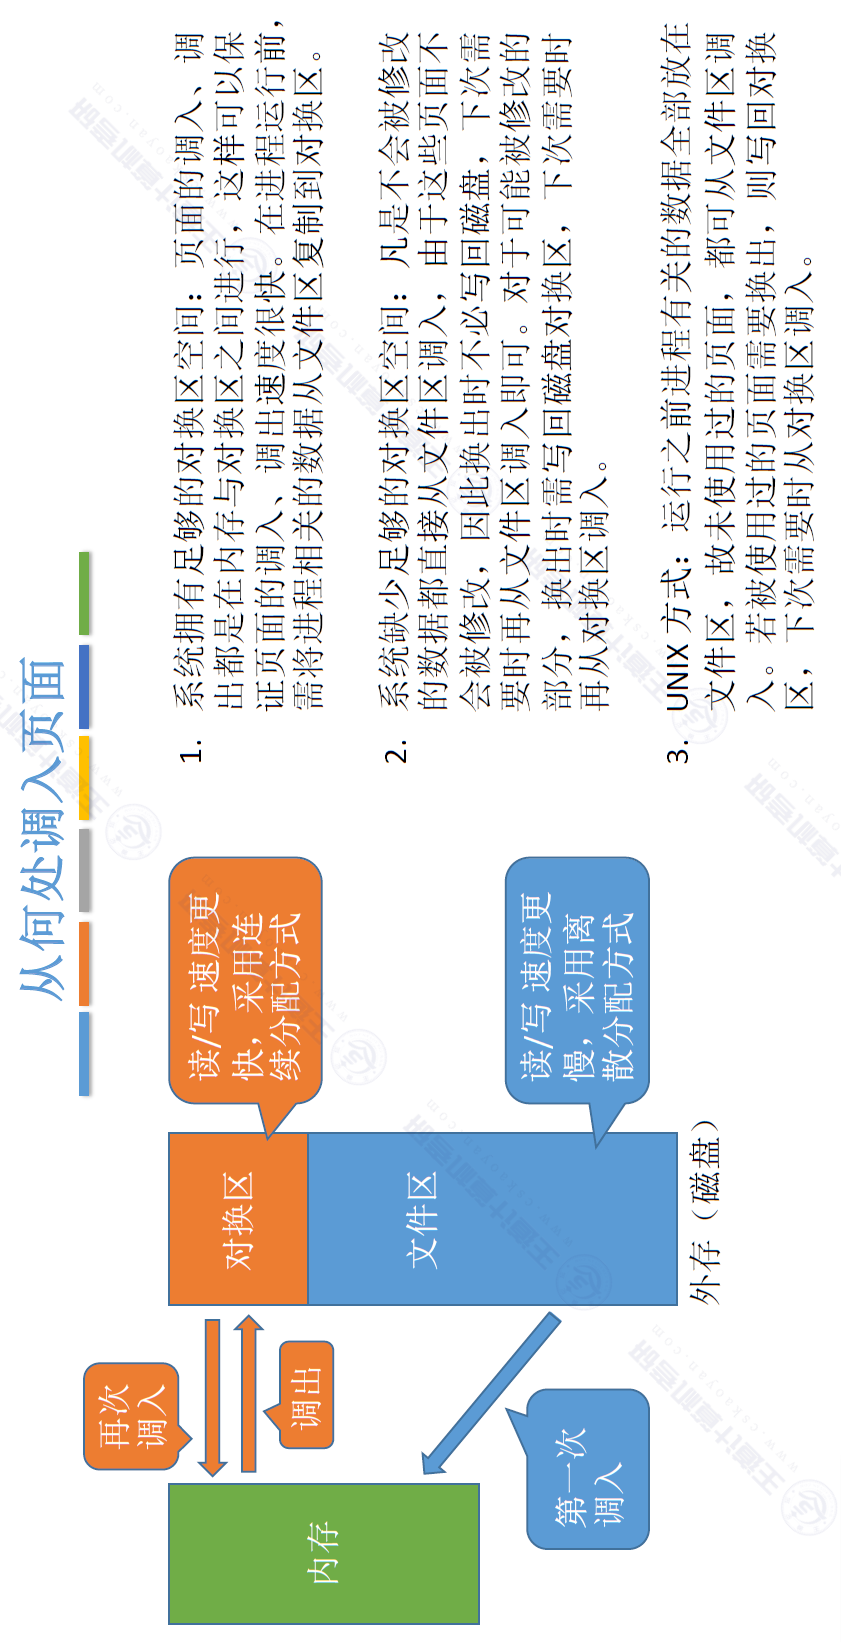 从何处调入页面
内存
再次
调入
调出
第一次
调入
对换区
文件区
外存（磁盘）
读/写 速度更
快，采用连
续分配方式
读/写 速度更
慢，采用离
散分配方式
1. 系统拥有足够的对换区空间：页面的调入、调
出都是在内存与对换区之间进行，这样可以保
证页面的调入、调出速度很快。在进程运行前，
需将进程相关的数据从文件区复制到对换区。
2. 系统缺少足够的对换区空间：凡是不会被修改
的数据都直接从文件区调入，由于这些页面不
会被修改，因此换出时不必写回磁盘，下次需
要时再从文件区调入即可。对于可能被修改的
部分，换出时需写回磁盘对换区，下次需要时
再从对换区调入。
3. UNIX 方式：运行之前进程有关的数据全部放在
文件区，故未使用过的页面，都可从文件区调
入。若被使用过的页面需要换出，则写回对换
区，下次需要时从对换区调入。